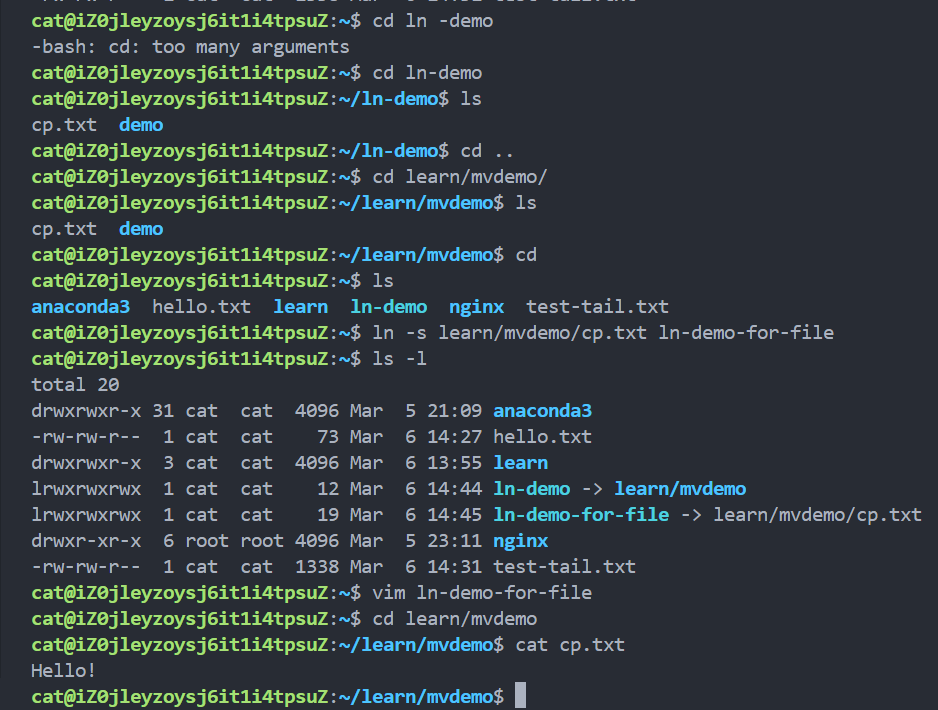 cat@iZ0jleyzoysj6it1i4tpsuZ:~$ cd ln -demo
-bash: cd: too many arguments
cat@iZ0jleyzoysj6it1i4tpsuZ:~$ cd ln-demo
cat@iZ0jleyzoysj6it1i4tpsuZ:~/ln-demo$ ls
cp.txt  demo
cat@iZ0jleyzoysj6it1i4tpsuZ:~/ln-demo$ cd ..
cat@iZ0jleyzoysj6it1i4tpsuZ:~$ cd learn/mvdemo/
cat@iZ0jleyzoysj6it1i4tpsuZ:~/learn/mvdemo$ ls
cp.txt  demo
cat@iZ0jleyzoysj6it1i4tpsuZ:~/learn/mvdemo$ cd
cat@iZ0jleyzoysj6it1i4tpsuZ:~$ ls
anaconda3  hello.txt  learn  ln-demo  nginx  test-tail.txt
cat@iZ0jleyzoysj6it1i4tpsuZ:~$ ln -s learn/mvdemo/cp.txt ln-demo-for-file
cat@iZ0jleyzoysj6it1i4tpsuZ:~$ ls -l
total 20
drwxrwxr-x 31 cat  cat  4096 Mar  5 21:09 anaconda3
-rw-rw-r--  1 cat  cat    73 Mar  6 14:27 hello.txt
drwxrwxr-x  3 cat  cat  4096 Mar  6 13:55 learn
lrwxrwxrwx  1 cat  cat    12 Mar  6 14:44 ln-demo -> learn/mvdemo
lrwxrwxrwx  1 cat  cat    19 Mar  6 14:45 ln-demo-for-file -> learn/mvdemo/cp.txt
drwxr-xr-x  6 root root 4096 Mar  5 23:11 nginx
-rw-rw-r--  1 cat  cat  1338 Mar  6 14:31 test-tail.txt
cat@iZ0jleyzoysj6it1i4tpsuZ:~$ vim ln-demo-for-file
cat@iZ0jleyzoysj6it1i4tpsuZ:~$ cd learn/mvdemo
cat@iZ0jleyzoysj6it1i4tpsuZ:~/learn/mvdemo$ cat cp.txt
Hello!
cat@iZ0jleyzoysj6it1i4tpsuZ:~/learn/mvdemo$